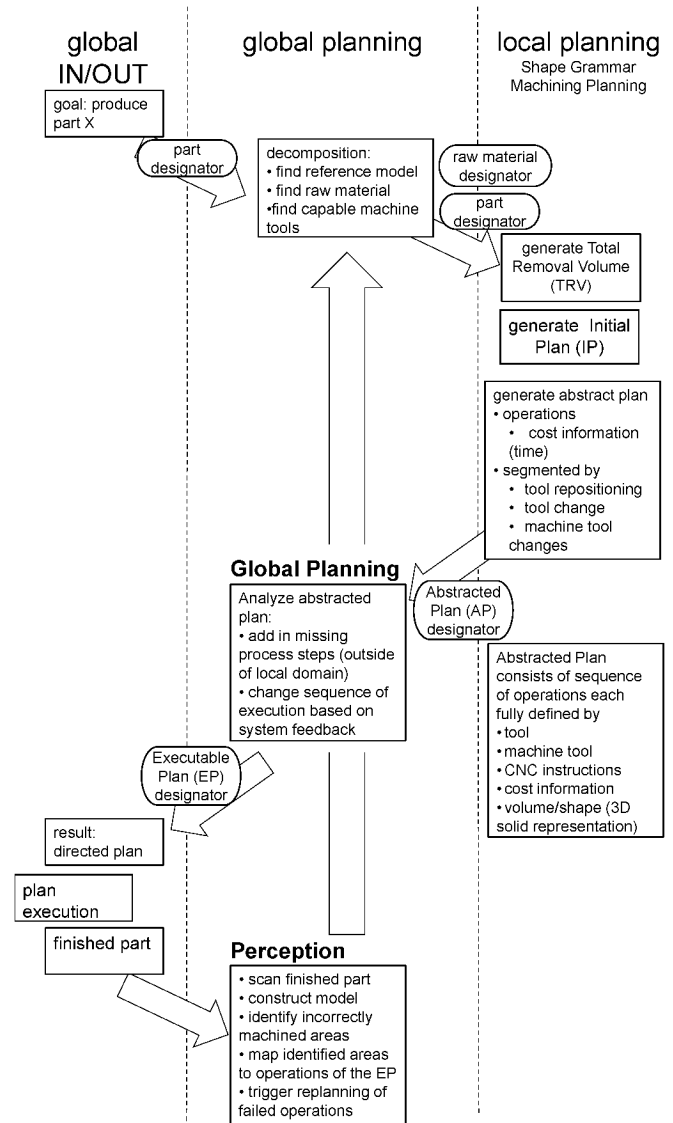 global
IN/OUT
global planning
local planning
Shape Grammar
Machining Planning
goal: produce
part X
part
designator
decomposition:
• find reference model
• find raw material
•find capable machine
tools
raw material
designator
part
designator
generate Total
Removal Volume
(TRV)
generate Initial
Plan (IP)
generate abstract plan
• operations
• cost information
(time)
• segmented by
• tool repositioning
• tool change
• machine tool
changes
Global Planning
Analyze abstracted
plan:
• add in missing
process steps (outside
of local domain)
• change sequence of
execution based on
system feedback
Abstracted
Plan (AP)
designator
Abstracted Plan
consists of sequence
of operations each
fully defined by
• tool
• machine tool
• CNC instructions
• cost information
• volume/shape (3D
solid representation)
Executable
Plan (EP)
designator
result:
directed plan
plan
execution
finished part
Perception
• scan finished part
• construct model
• identify incorrectly
machined areas
• map identified areas
to operations of the EP
• trigger replanning of
failed operations